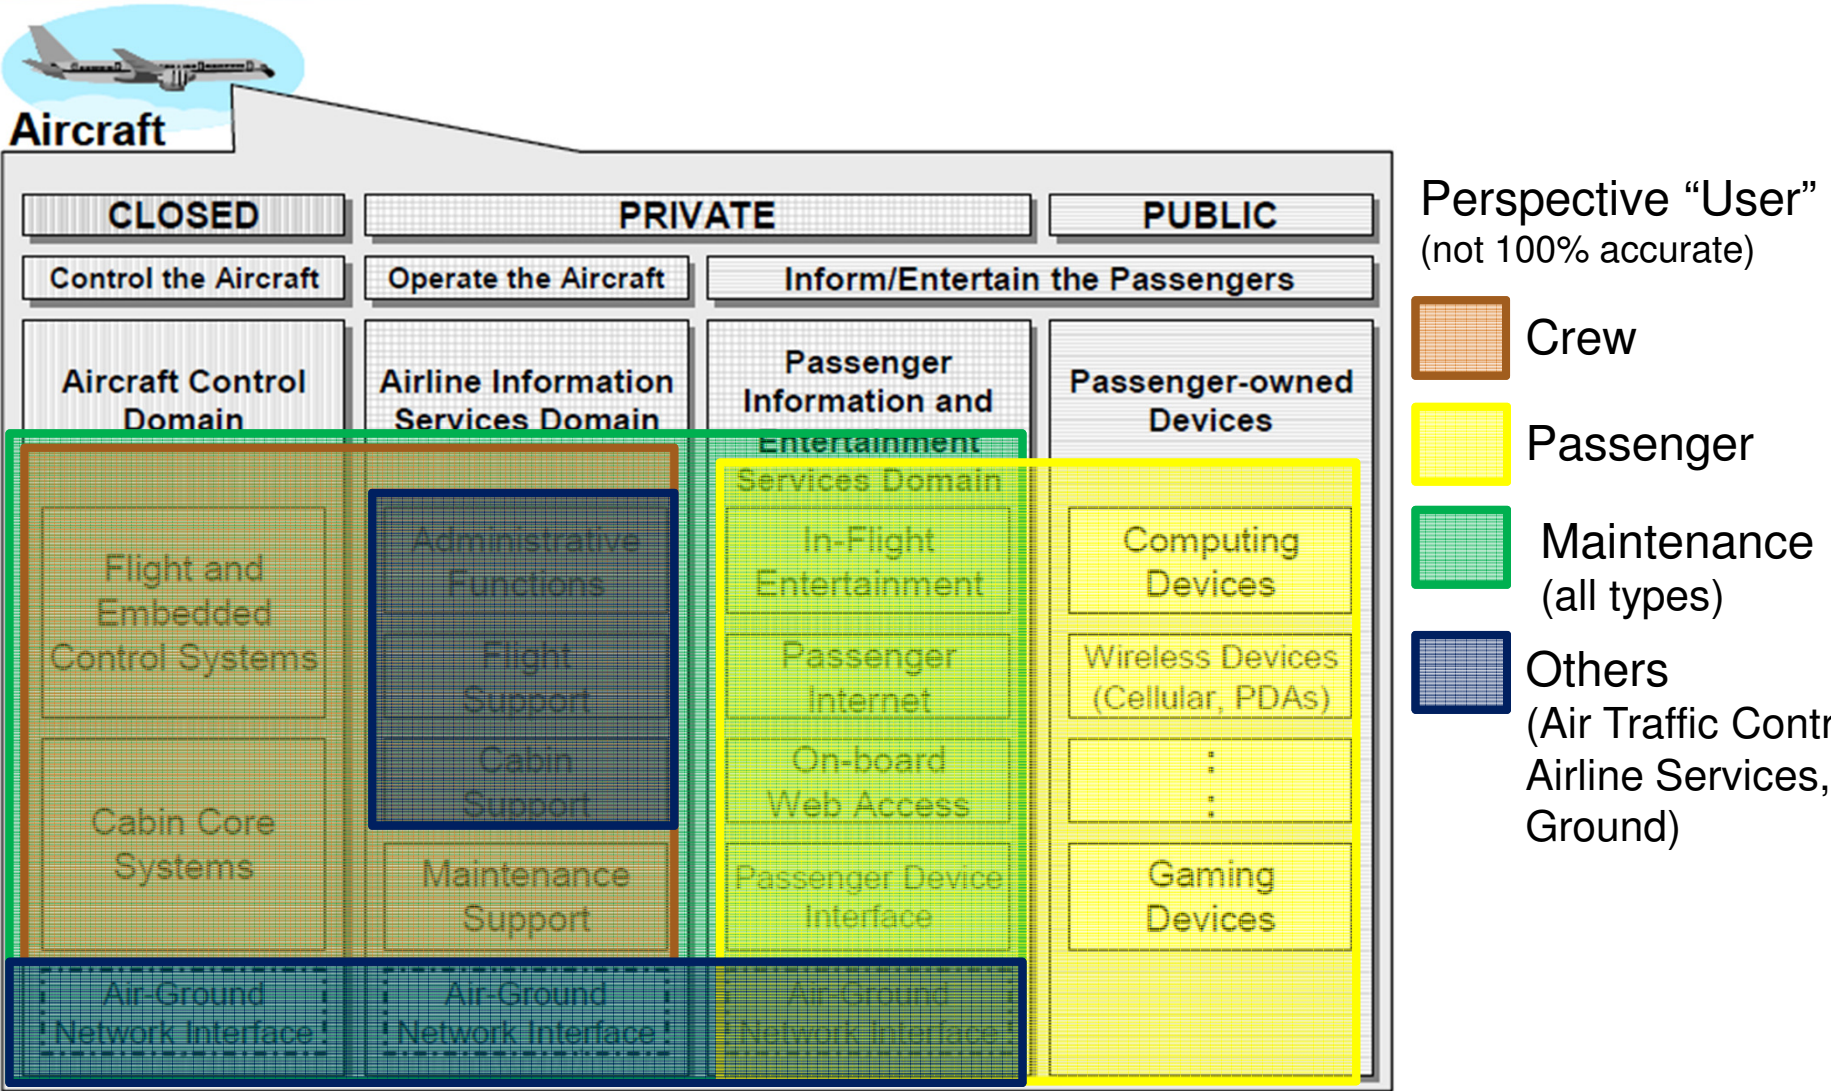 Aircraft
CLOSED
PRIVATE
PUBLIC
Control the Aircraft
Operate the Aircraft
Inform/Entertain the Passengers
Aircraft Control
Domain
Airline Information
Services Domain
Passenger
Information and
Entertainment
Services Domain
Passenger-owned
Devices
Flight and
Embedded
Control Systems
Cabin Core
Systems
Air-Ground
Network Interface
Administrative
Functions
Flight
Support
Cabin
Support
Maintenance
Support
Air-Ground
Network Interface
In-Flight
Entertainment
Passenger
Internet
On-board
Web Access
Passenger Device
Interface
Air-Ground
Network Interface
Computing
Devices
Wireless Devices
(Cellular, PDAs)
:
:
Gaming
Devices
Perspective “User”
(not 100% accurate)
Crew
Passenger
Maintenance
(all types)
Others
(Air Traffic Contr
Airline Services,
Ground)